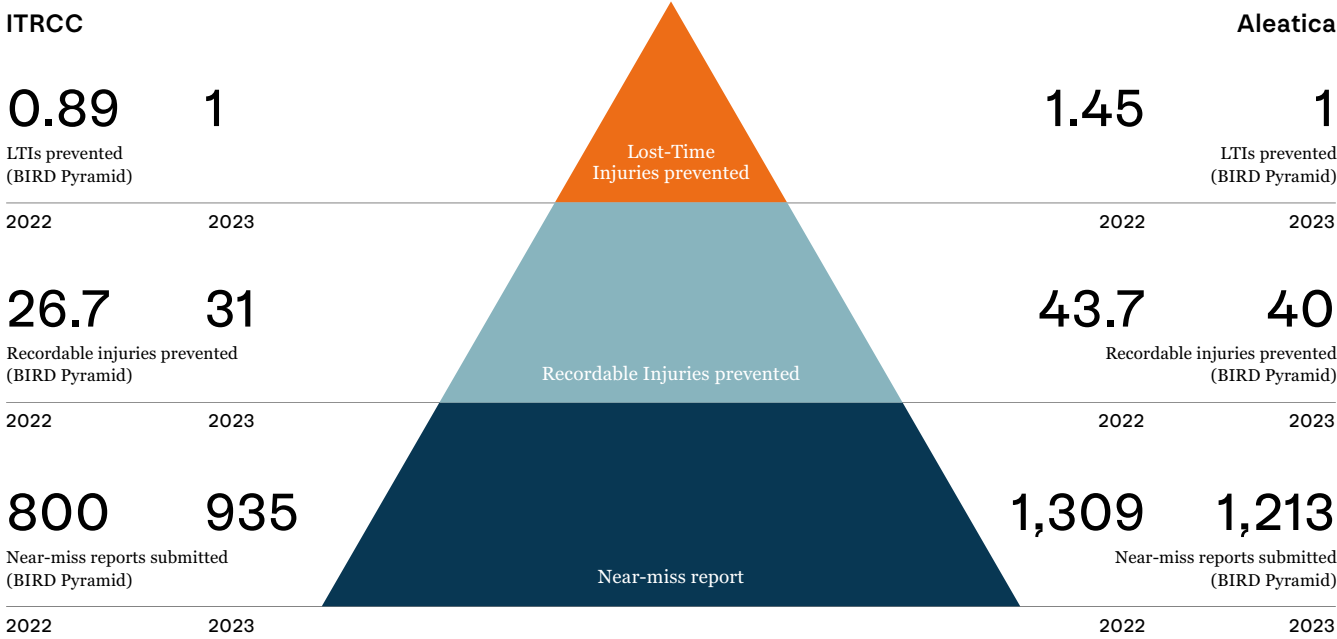 ITRCC
Aleatica
0.89 1
LTIs prevented
(BIRD Pyramid)
Lost-Time
Injuries prevented
1.45 1
LTIs prevented
(BIRD Pyramid)
2022 2023
2022 2023
26.7 31
Recordable injuries prevented
(BIRD Pyramid)
Recordable Injuries prevented
43.7 40
Recordable injuries prevented
(BIRD Pyramid)
2022 2023
2022 2023
800 935
Near-miss reports submitted
(BIRD Pyramid)
Near-miss report
1,309 1,213
Near-miss reports submitted
(BIRD Pyramid)
2022 2023
2022 2023